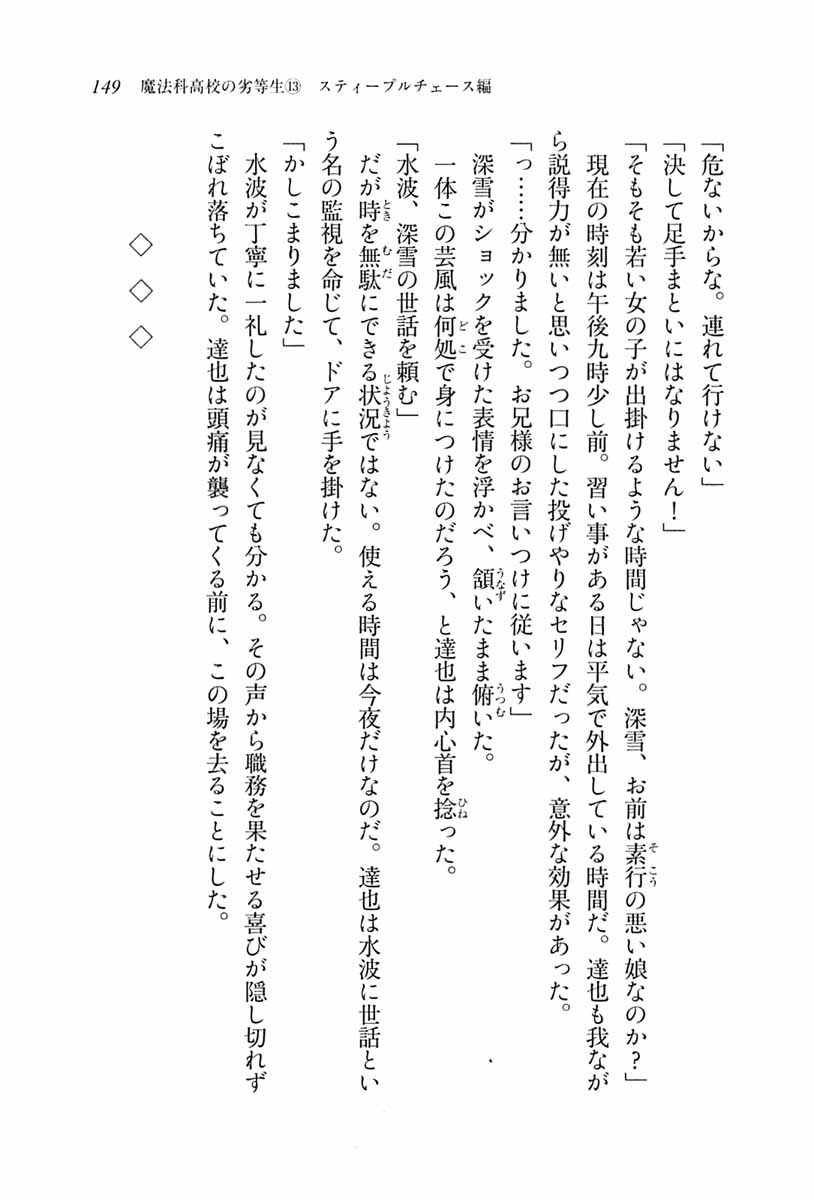 149 魔法科高校の劣等生⑬ スティープルチェース編
「危ないからな。連れて行けない」
「決して足手まといにはなりません！」
「そもそも若い女の子が出掛けるような時間じゃない。深雪、お前は素行の悪い娘なのか？」
現在の時刻は午後九時少し前。習い事がある日は平気で外出している時間だ。達也も我なが
ら説得力が無いと思いつつ口にした投げやりなセリフだったが、意外な効果があった。
「っ……分かりました。お兄様のお言いつけに従います」
深雪がショックを受けた表情を浮かべ、頷いたまま俯いた。
一体この芸風は何処で身につけたのだろう、と達也は内心首を捻った。
「水波、深雪の世話を頼む」
だが時を無駄にできる状況ではない。使える時間は今夜だけなのだ。達也は水波に世話とい
う名の監視を命じて、ドアに手を掛けた。
「かしこまりました」
水波が丁寧に一礼したのが見なくても分かる。その声から職務を果たせる喜びが隠し切れず
こぼれ落ちていた。達也は頭痛が襲ってくる前に、この場を去ることにした。
◇ ◇ ◇